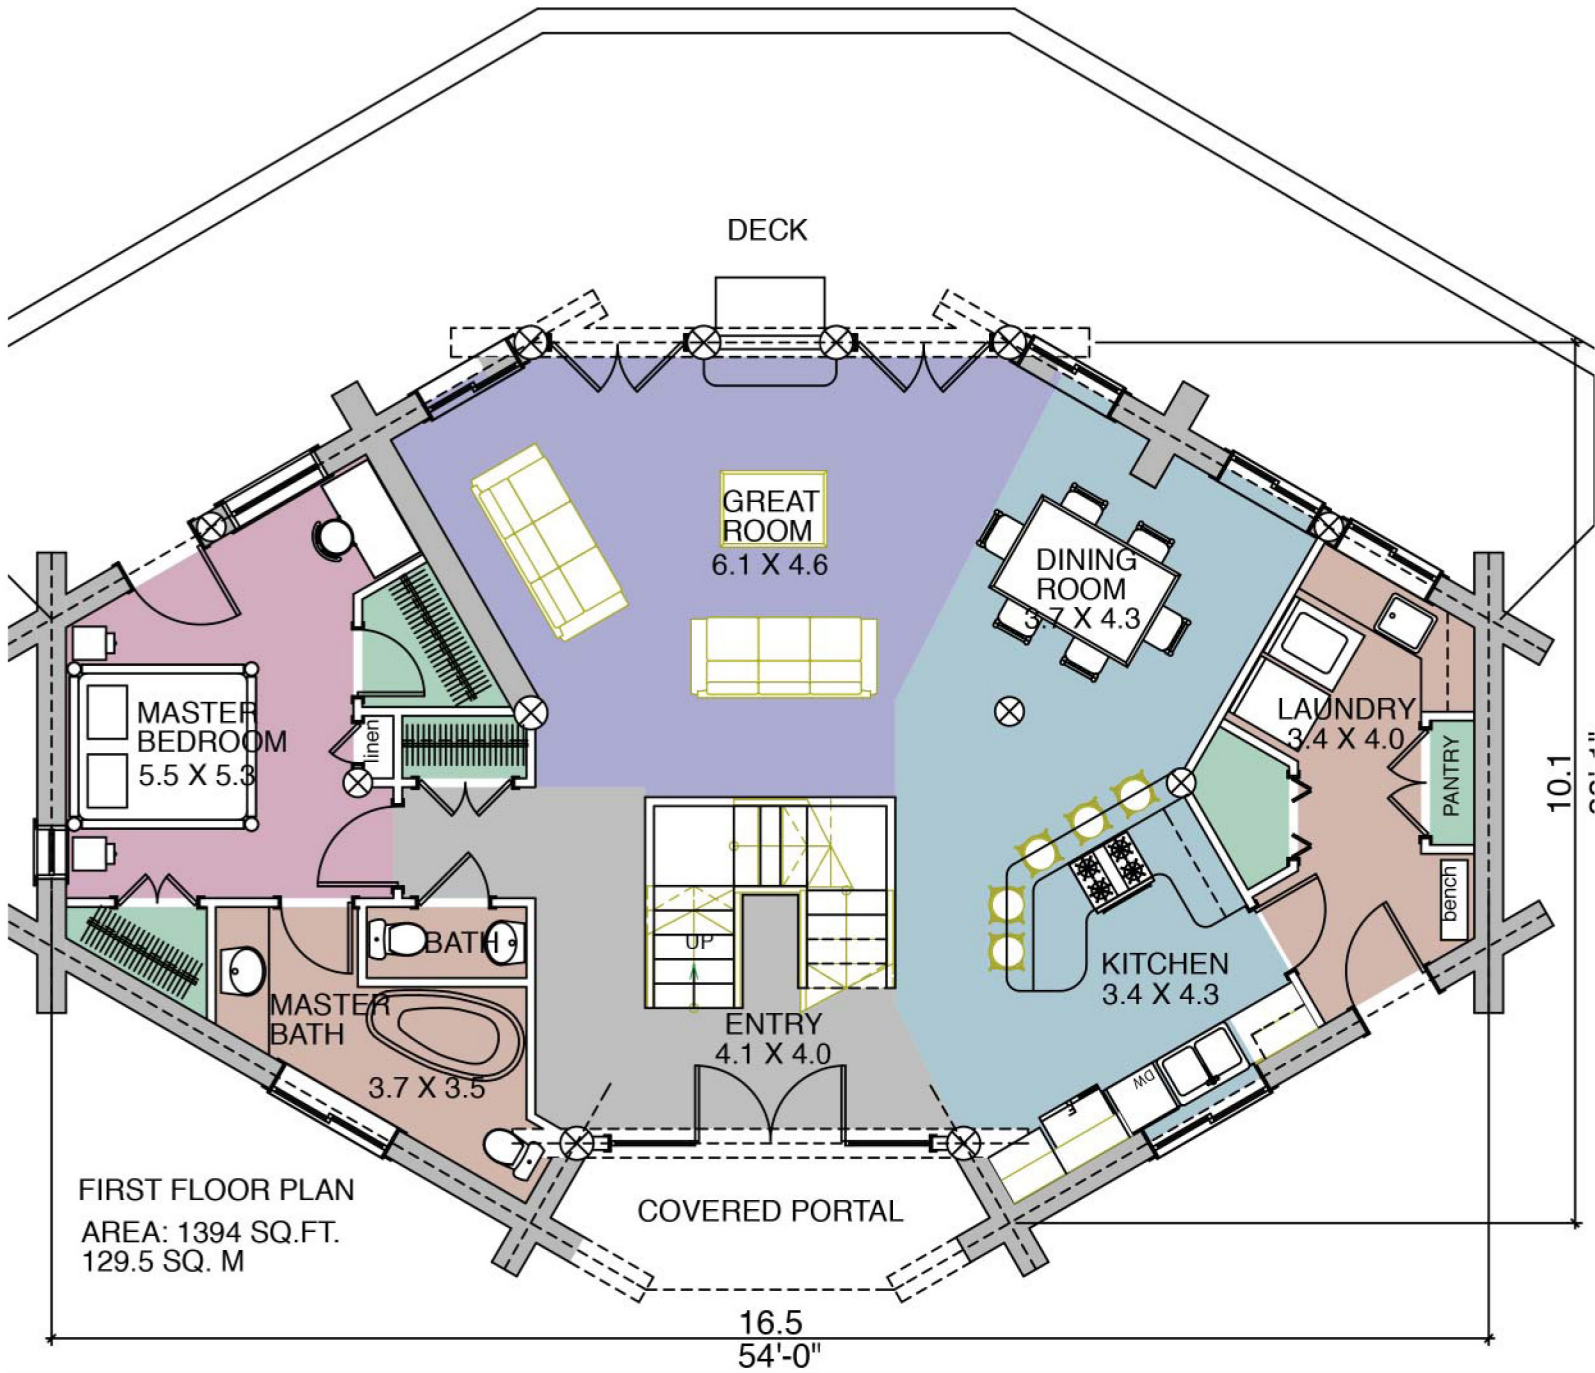 DECK
GREAT
ROOM
6.1 X 4.6
DINING
ROOM
3.7 X 4.3
MASTER
BEDROOM
5.5 X 5.3
linen
LAUNDRY
3.4 X 4.0
PANTRY
bench
10.1
UP
BATH
MASTER
BATH
3.7 X 3.5
KITCHEN
3.4 X 4.3
ENTRY
4.1 X 4.0
DW
F
COVERED PORTAL
FIRST FLOOR PLAN
AREA: 1394 SQ.FT.
129.5 SQ. M
16.5
54'-0"